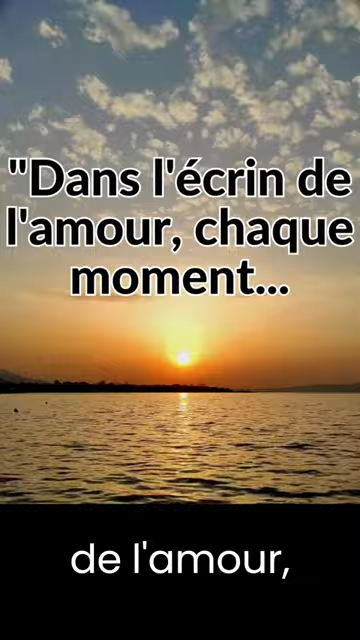 "Dans l'écrin de
l'amour, chaque
moment...
de l'amour,